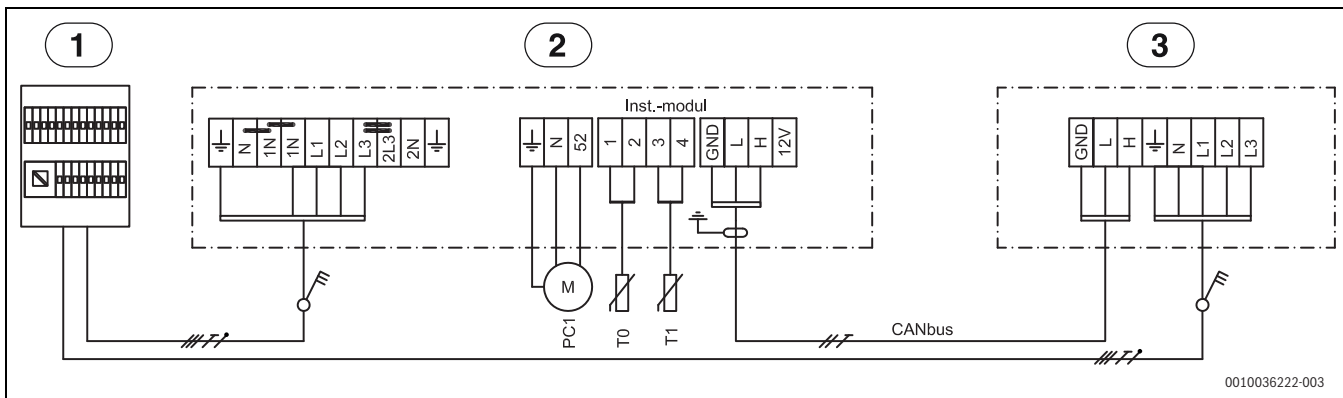 1
2
3
Inst.-modul
N 1N 1N L1 L2 L3 2L3 2N
N 52
1 2 3 4
GND L H 12V
GND L H N L1 L2 L3
M
PC1
T0
T1
CANbus
0010036222-003